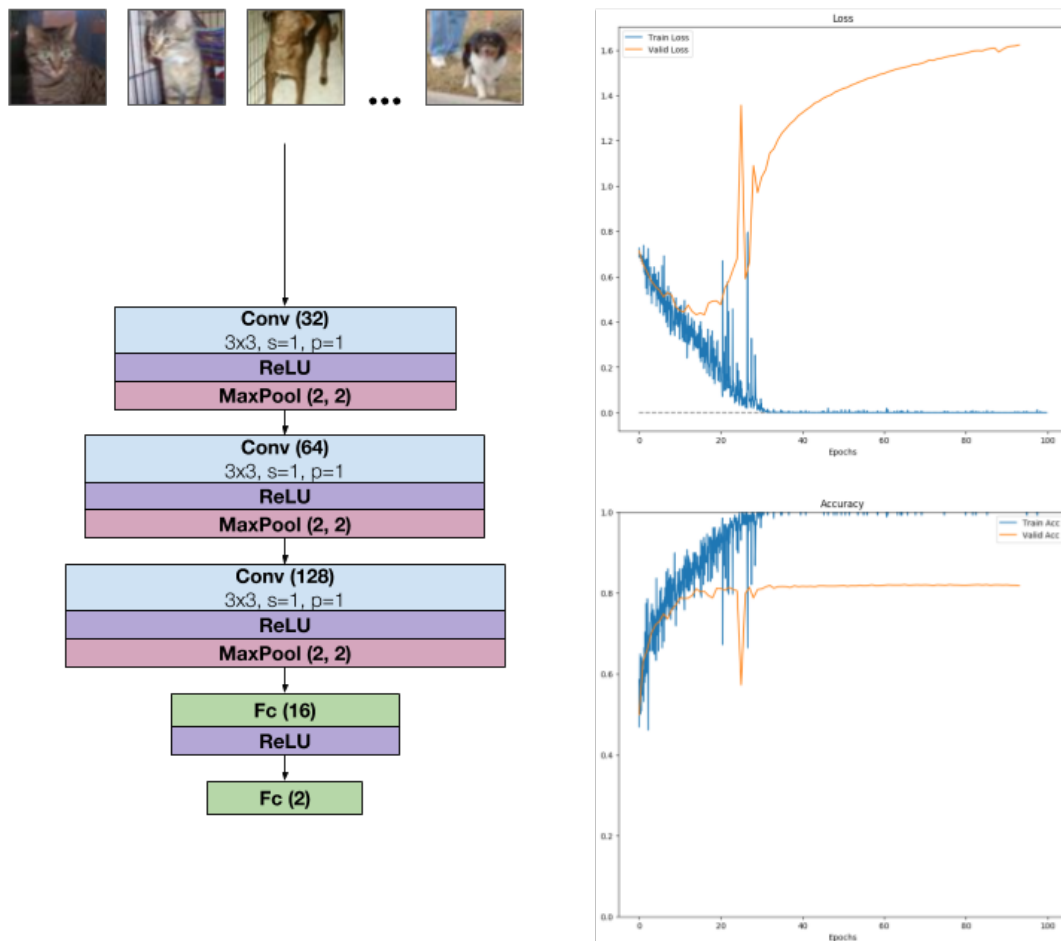 Conv (32)
3x3, s=1, p=1
ReLU
MaxPool (2, 2)
Conv (64)
3x3, s=1, p=1
ReLU
MaxPool (2, 2)
Conv (128)
3x3, s=1, p=1
ReLU
MaxPool (2, 2)
Fc (16)
ReLU
Fc (2)
Loss
Train Loss
Valid Loss
1.6
1.4
1.2
1.0
0.8
0.6
0.4
0.2
0.0
0 20 40 60 80 100
Epochs
Accuracy
Train Acc
Valid Acc
1.0
0.8
0.6
0.4
0.2
0.0
0 20 40 60 80 100
Epochs